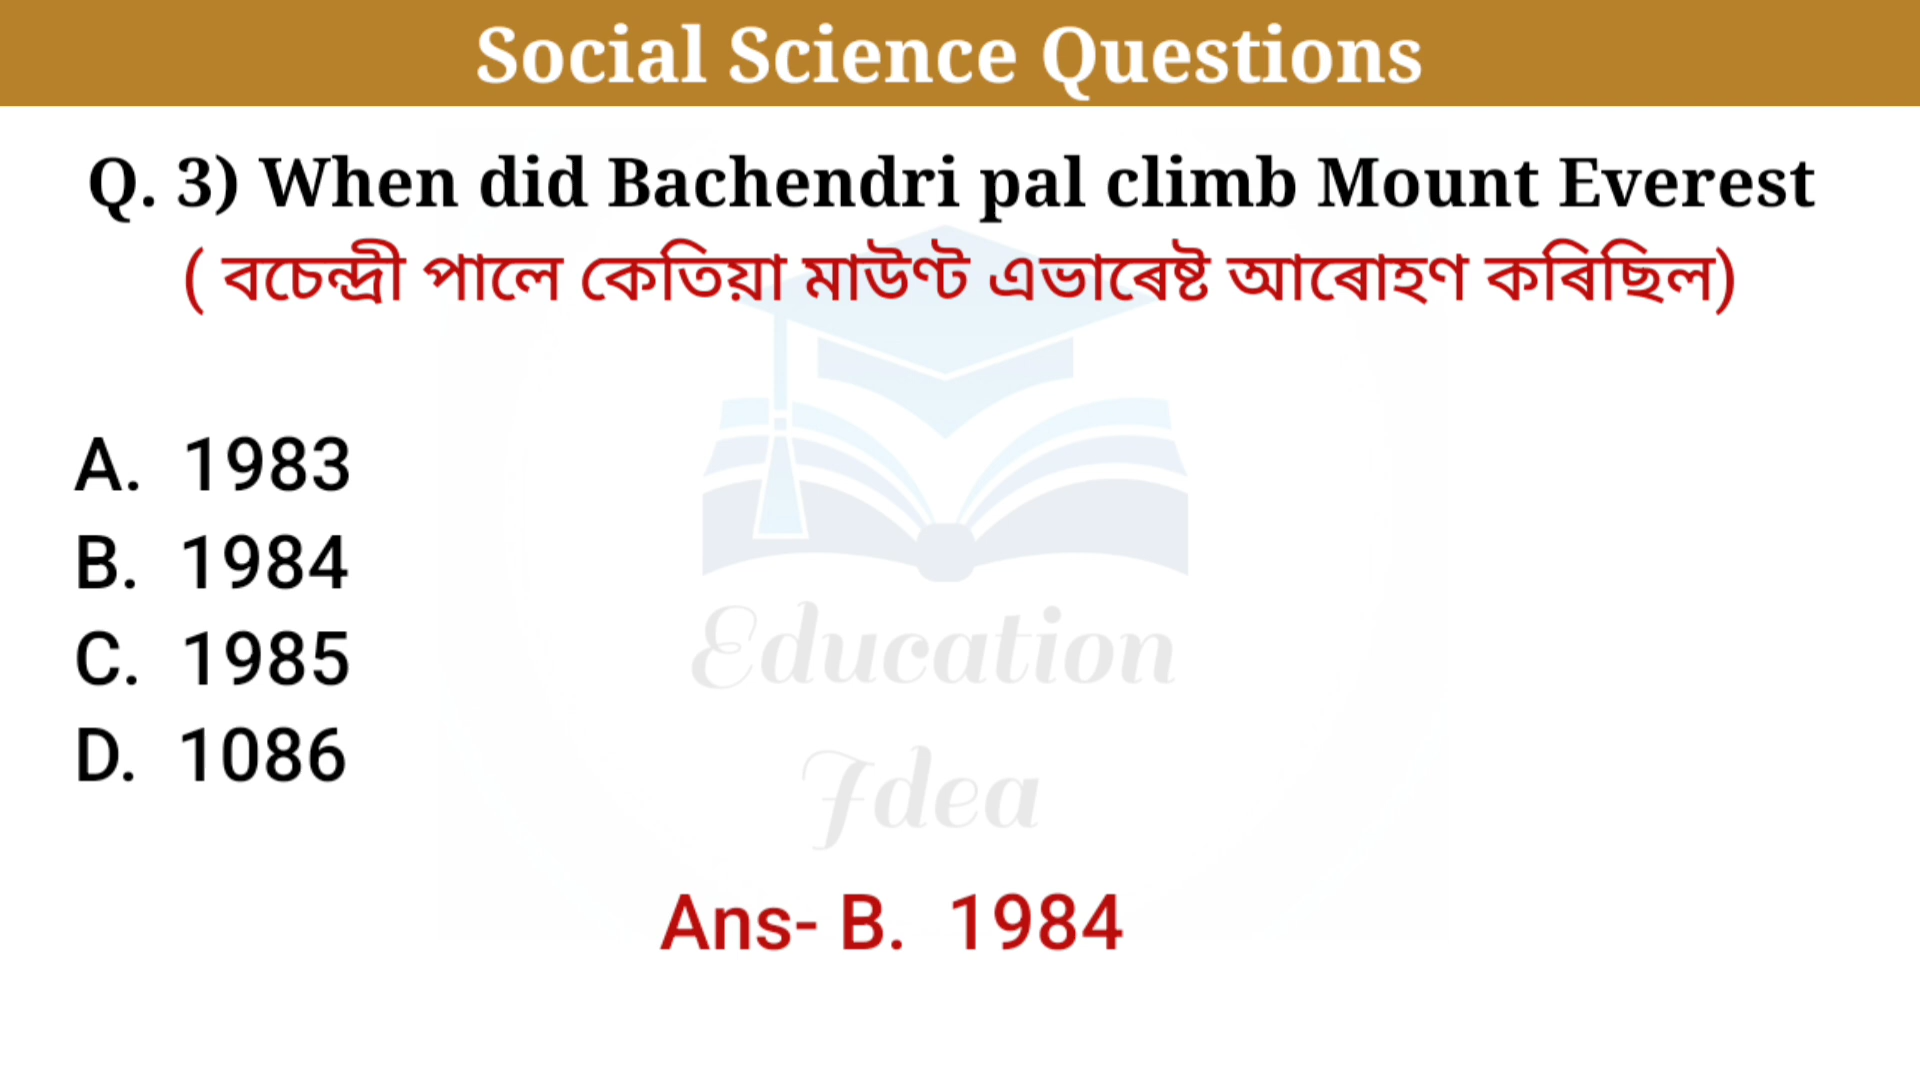 Social Science Questions
Q. 3) When did Bachendri pal climb Mount Everest
( বচেন্দ্ৰী পালে কেতিয়া মাউণ্ট এভাৰেষ্ট আৰোহণ কৰিছিল)
A. 1983
B. 1984
C. 1985
D. 1086
Education
Idea
Ans- B. 1984